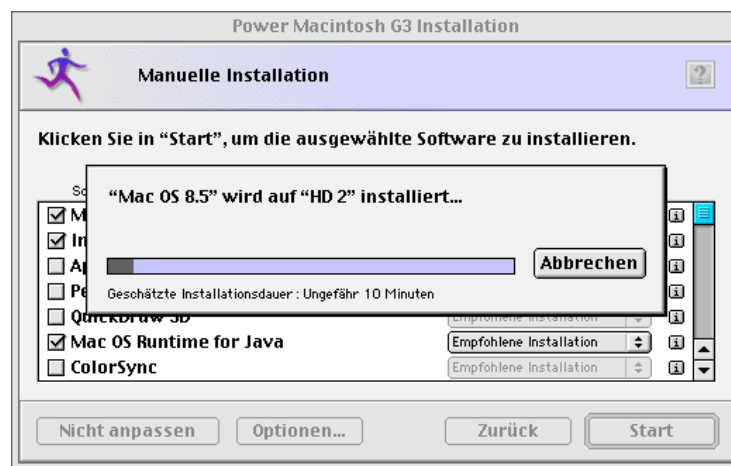 Power Macintosh G3 Installation
Manuelle Installation
?
Klicken Sie in “Start”, um die ausgewählte Software zu installieren.
“Mac OS 8.5” wird auf “HD 2” installiert...
Abbrechen
Geschätzte Installationsdauer : Ungefähr 10 Minuten
QuickDraw 3D Empfohlene Installation
Mac OS Runtime for Java Empfohlene Installation
ColorSync Empfohlene Installation
Nicht anpassen Optionen... Zurück Start